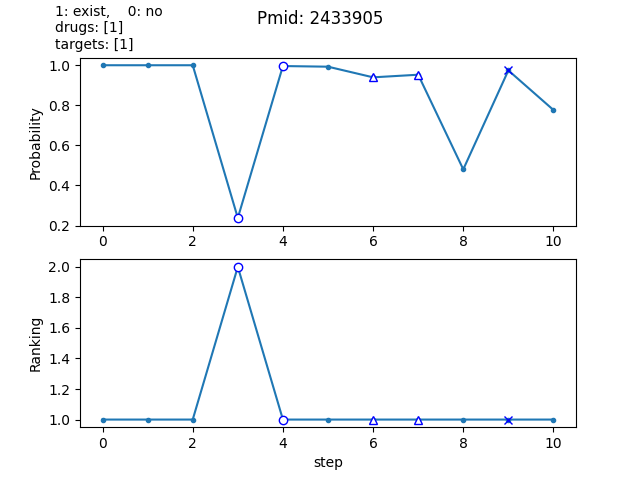 1: exist,    0: no
drugs: [1]
targets: [1]
Pmid: 2433905
Probability
1.0
0.8
0.6
0.4
0.2
0 2 4 6 8 10
Ranking
2.0
1.8
1.6
1.4
1.2
1.0
0 2 4 6 8 10
step